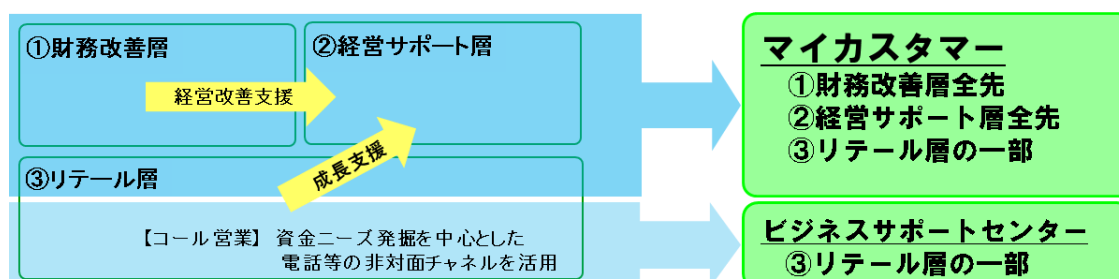 ①財務改善層
②経営サポート層
経営改善支援
成長支援
③リテール層
【コール営業】 資金ニーズ発掘を中心とした
電話等の非対面チャネルを活用
マイカスタマー
①財務改善層全先
②経営サポート層全先
③リテール層の一部
ビジネスサポートセンター
③リテール層の一部